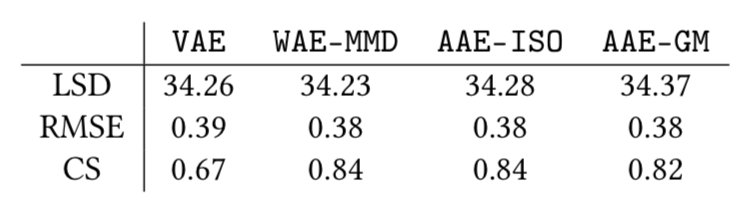 VAE WAE-MMD AAE-ISO AAE-GM
LSD 34.26 34.23 34.28 34.37
RMSE 0.39 0.38 0.38 0.38
CS 0.67 0.84 0.84 0.82